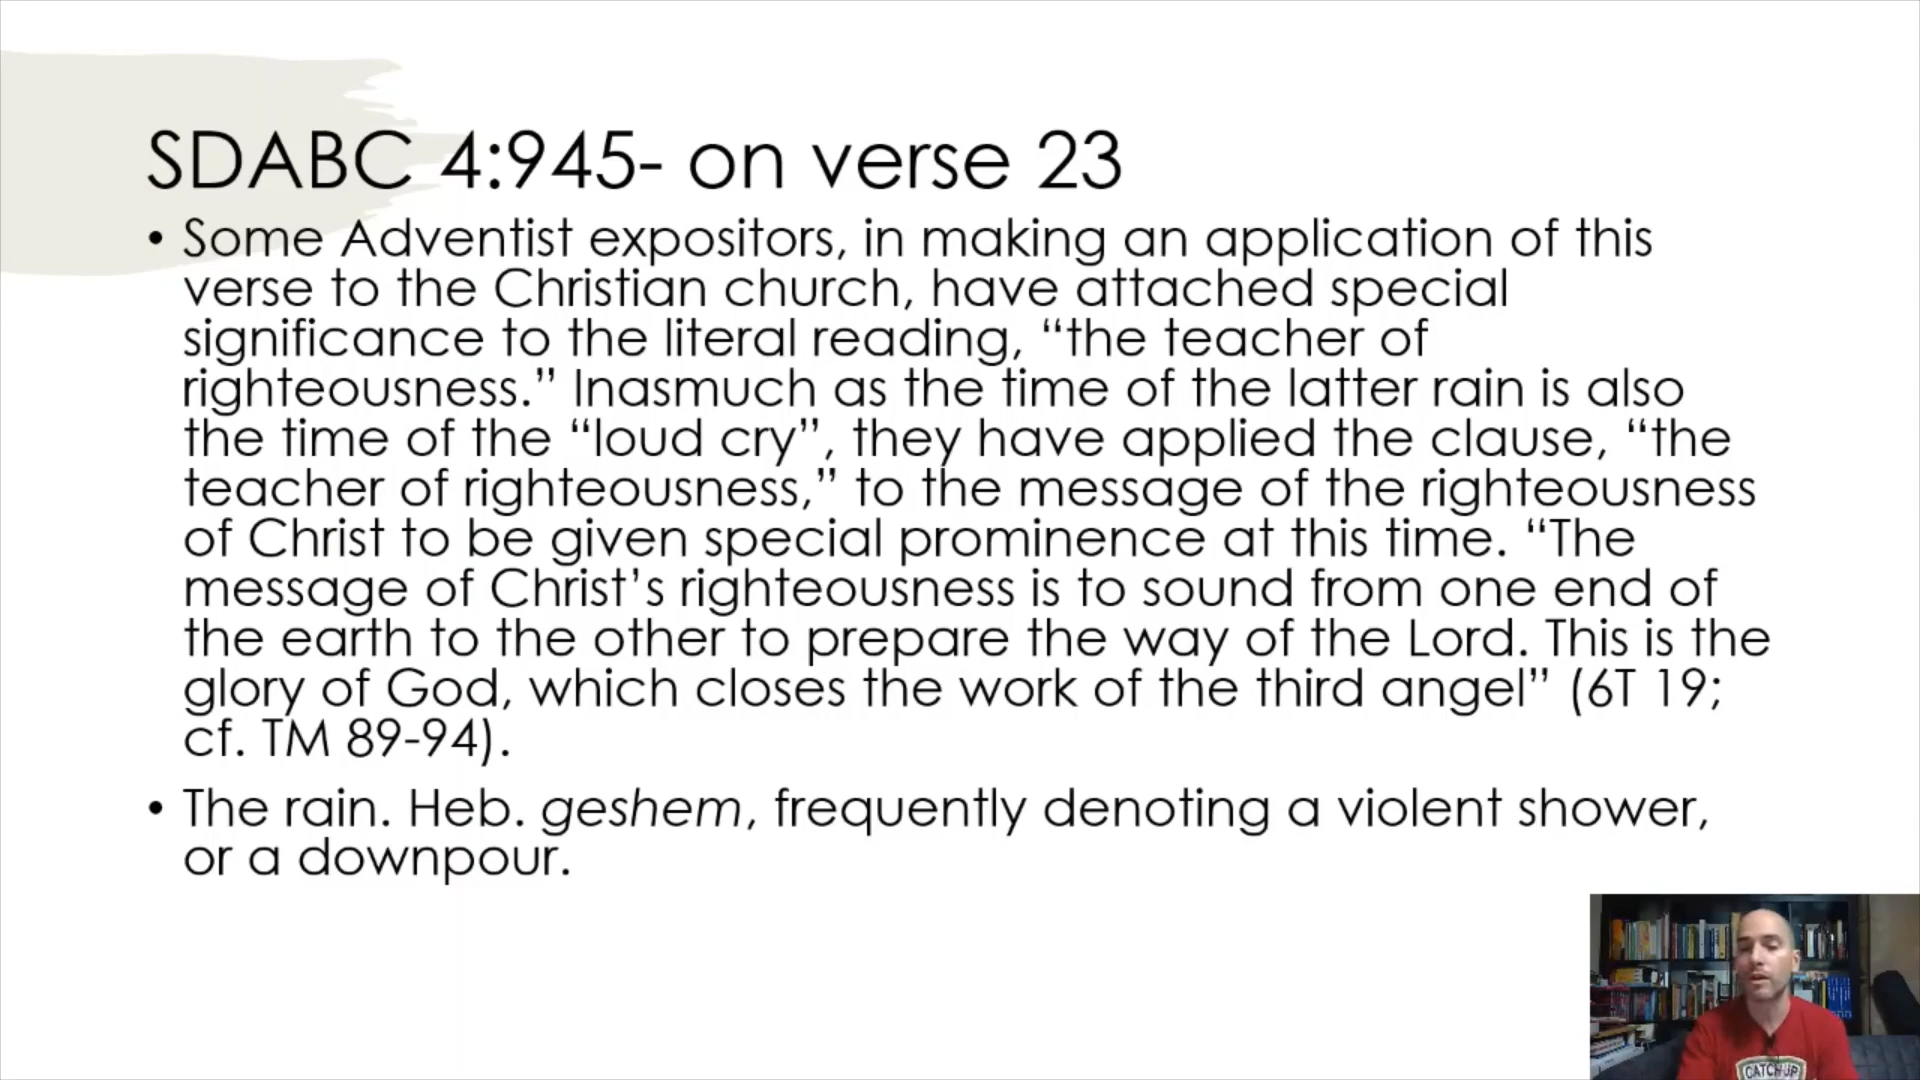 SDABC 4:945- on verse 23
• Some Adventist expositors, in making an application of this
verse to the Christian church, have attached special
significance to the literal reading, “the teacher of
righteousness.” Inasmuch as the time of the latter rain is also
the time of the “loud cry”, they have applied the clause, “the
teacher of righteousness,” to the message of the righteousness
of Christ to be given special prominence at this time. “The
message of Christ’s righteousness is to sound from one end of
the earth to the other to prepare the way of the Lord. This is the
glory of God, which closes the work of the third angel” (6T 19;
cf. TM 89-94).
• The rain. Heb. geshem, frequently denoting a violent shower,
or a downpour.
CATCH-UP